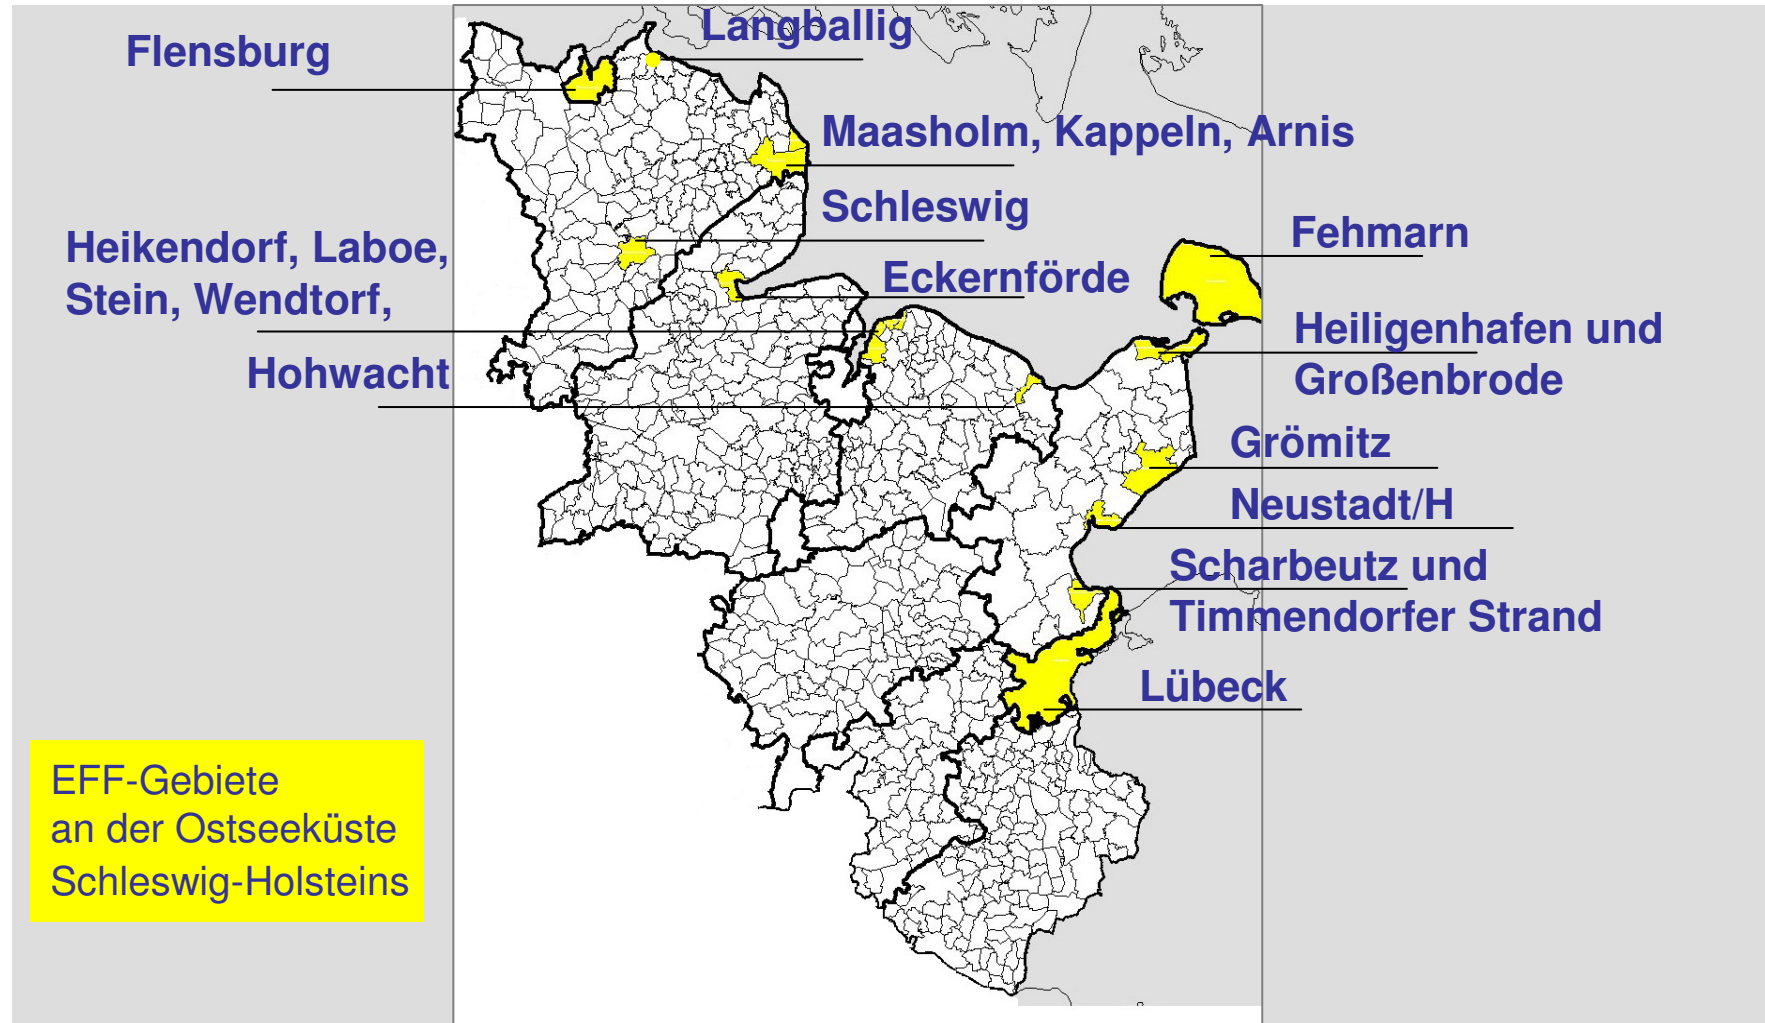 Langballig
Flensburg
Maasholm, Kappeln, Arnis
Schleswig
Fehmarn
Heikendorf, Laboe,
Stein, Wendtorf,
Eckernförde
Heiligenhafen und
Großenbrode
Hohwacht
Grömitz
Neustadt/H
Scharbeutz und
Timmendorfer Strand
Lübeck
EFF-Gebiete
an der Ostseeküste
Schleswig-Holsteins